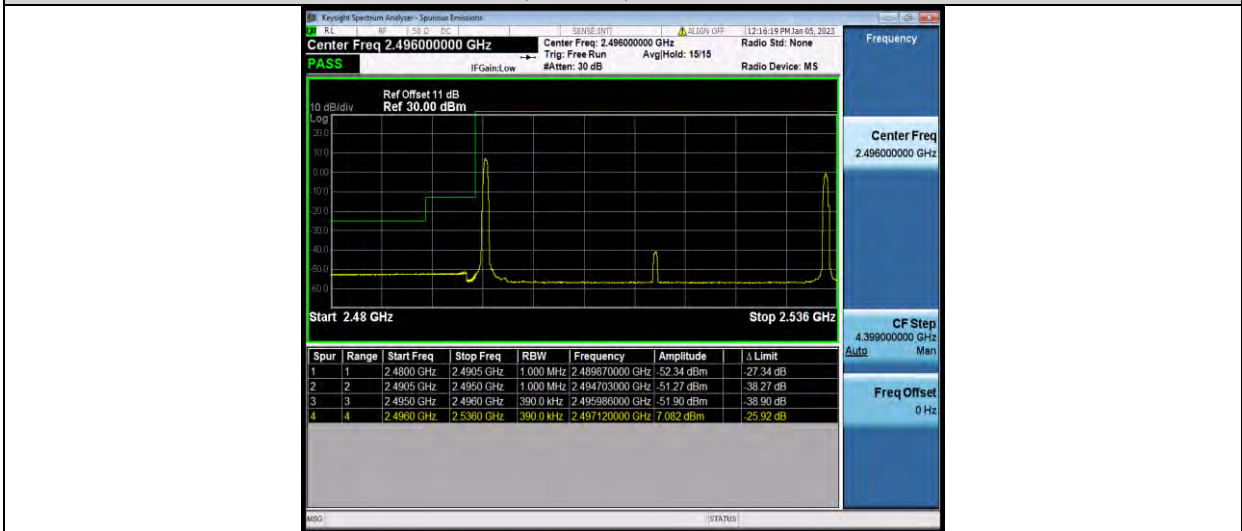 Keysight Spectrum Analyzer - Spurious Emissions
RL RF 50 Ω DC SENSE:INT ALIGN OFF 12:16:19 PM Jan 05, 2023
Center Freq 2.496000000 GHz Center Freq: 2.496000000 GHz Radio Std: None
Trig: Free Run Avg|Hold: 15/15
PASS IFGain:Low #Atten: 30 dB Radio Device: MS
Frequency
Ref Offset 11 dB
10 dB/div Ref 30.00 dBm
Log
20.0
10.0
0.00
-10.0
-20.0
-30.0
-40.0
-50.0
-60.0
Start 2.48 GHz Stop 2.536 GHz
Center Freq
2.496000000 GHz
CF Step
4.399000000 GHz
Auto Man
Freq Offset
0 Hz
Spur Range Start Freq Stop Freq RBW Frequency Amplitude Δ Limit
1 1 2.4800 GHz 2.4905 GHz 1.000 MHz 2.489870000 GHz -52.34 dBm -27.34 dB
2 2 2.4905 GHz 2.4950 GHz 1.000 MHz 2.494703000 GHz -51.27 dBm -38.27 dB
3 3 2.4950 GHz 2.4960 GHz 390.0 kHz 2.495986000 GHz -51.90 dBm -38.90 dB
4 4 2.4960 GHz 2.5360 GHz 390.0 kHz 2.497120000 GHz 7.082 dBm -25.92 dB
MSG STATUS